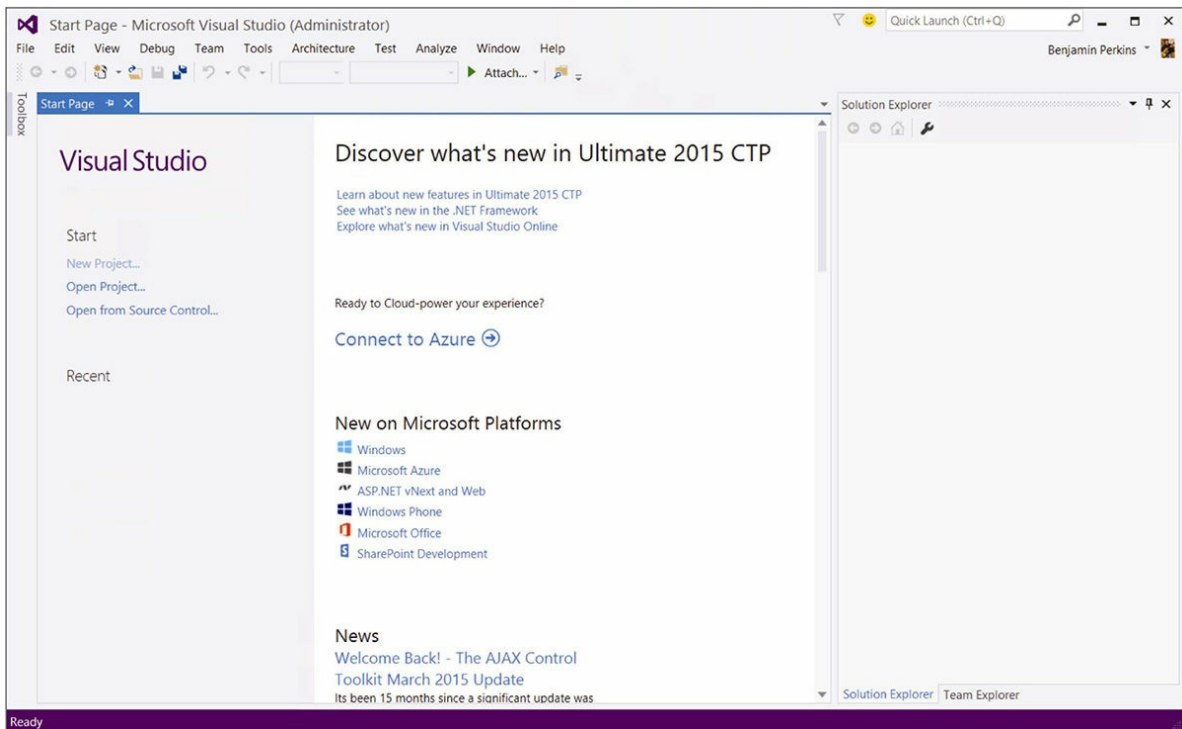 Start Page - Microsoft Visual Studio (Administrator)
Quick Launch (Ctrl+Q)
File Edit View Debug Team Tools Architecture Test Analyze Window Help
Benjamin Perkins
Attach...
Toolbox
Start Page
Solution Explorer
Visual Studio
Start
New Project...
Open Project...
Open from Source Control...
Recent
Discover what's new in Ultimate 2015 CTP
Learn about new features in Ultimate 2015 CTP
See what's new in the .NET Framework
Explore what's new in Visual Studio Online
Ready to Cloud-power your experience?
Connect to Azure
New on Microsoft Platforms
Windows
Microsoft Azure
ASP.NET vNext and Web
Windows Phone
Microsoft Office
SharePoint Development
News
Welcome Back! - The AJAX Control
Toolkit March 2015 Update
Its been 15 months since a significant update was
Solution Explorer Team Explorer
Ready